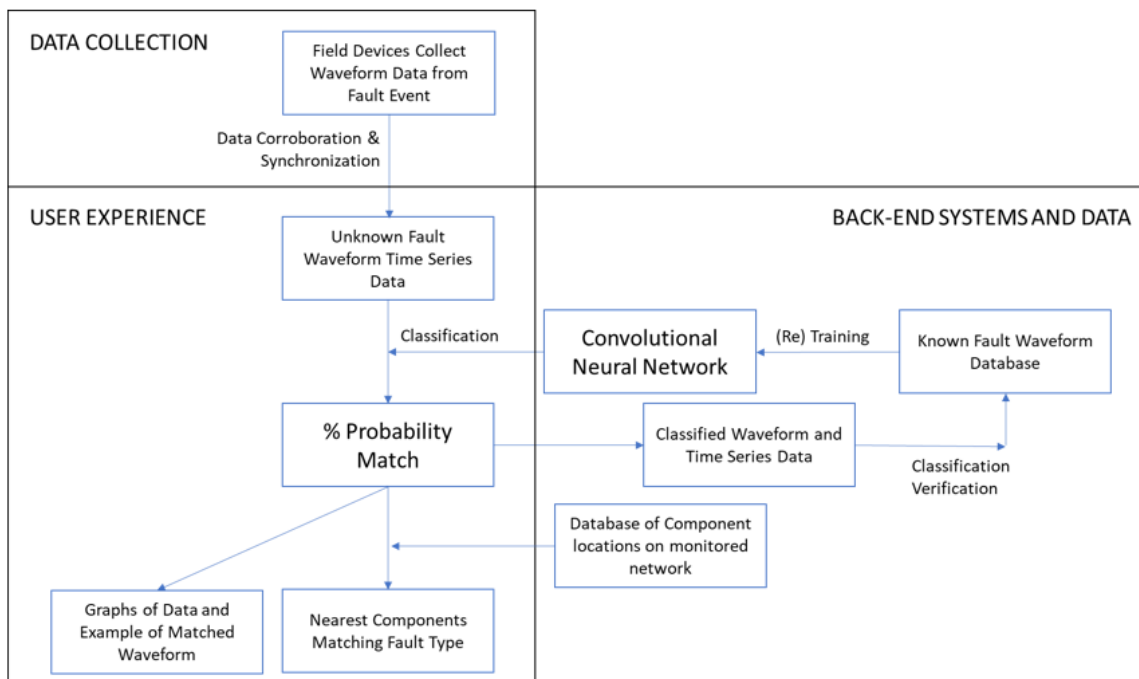 DATA COLLECTION
Field Devices Collect
Waveform Data from
Fault Event
Data Corroboration &
Synchronization
USER EXPERIENCE
BACK-END SYSTEMS AND DATA
Unknown Fault
Waveform Time Series
Data
Classification
Convolutional
Neural Network
(Re) Training
Known Fault Waveform
Database
% Probability
Match
Classified Waveform and
Time Series Data
Classification
Verification
Database of Component
locations on monitored
network
Graphs of Data and
Example of Matched
Waveform
Nearest Components
Matching Fault Type